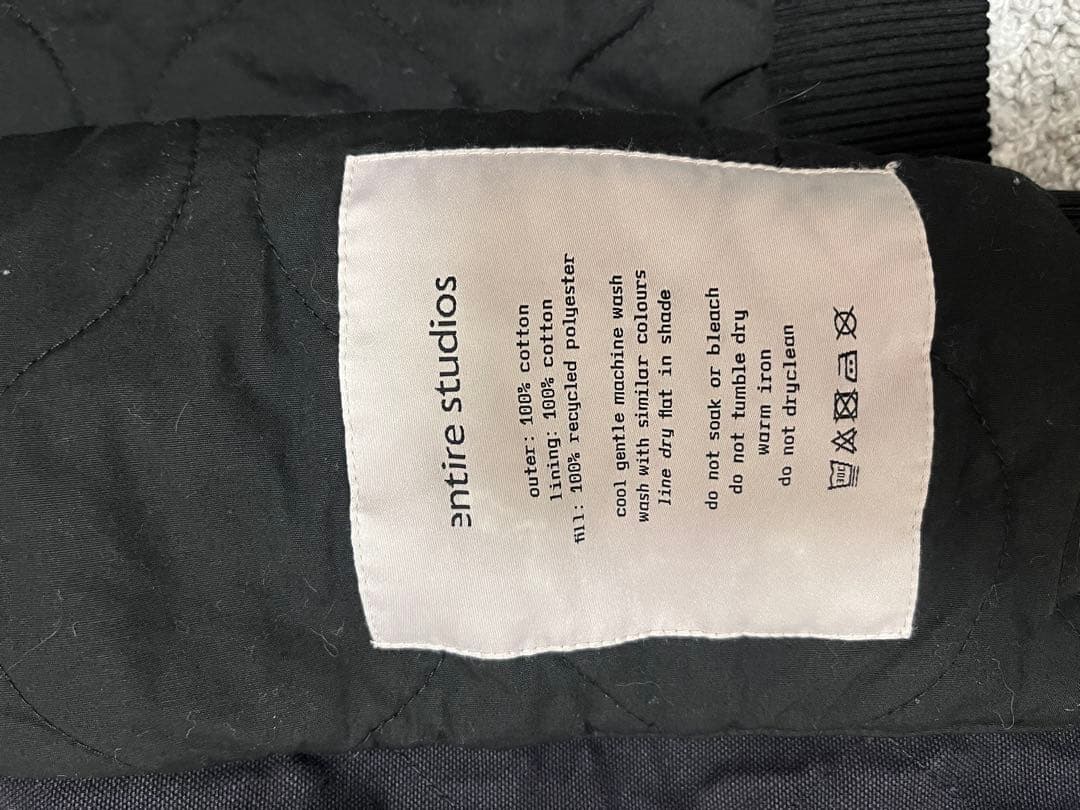 entire studios
outer: 100% cotton
lining: 100% cotton
fill: 100% recycled polyester
cool gentle machine wash
wash with similar colours
line dry flat in shade
do not soak or bleach
do not tumble dry
warm iron
do not dryclean
30C